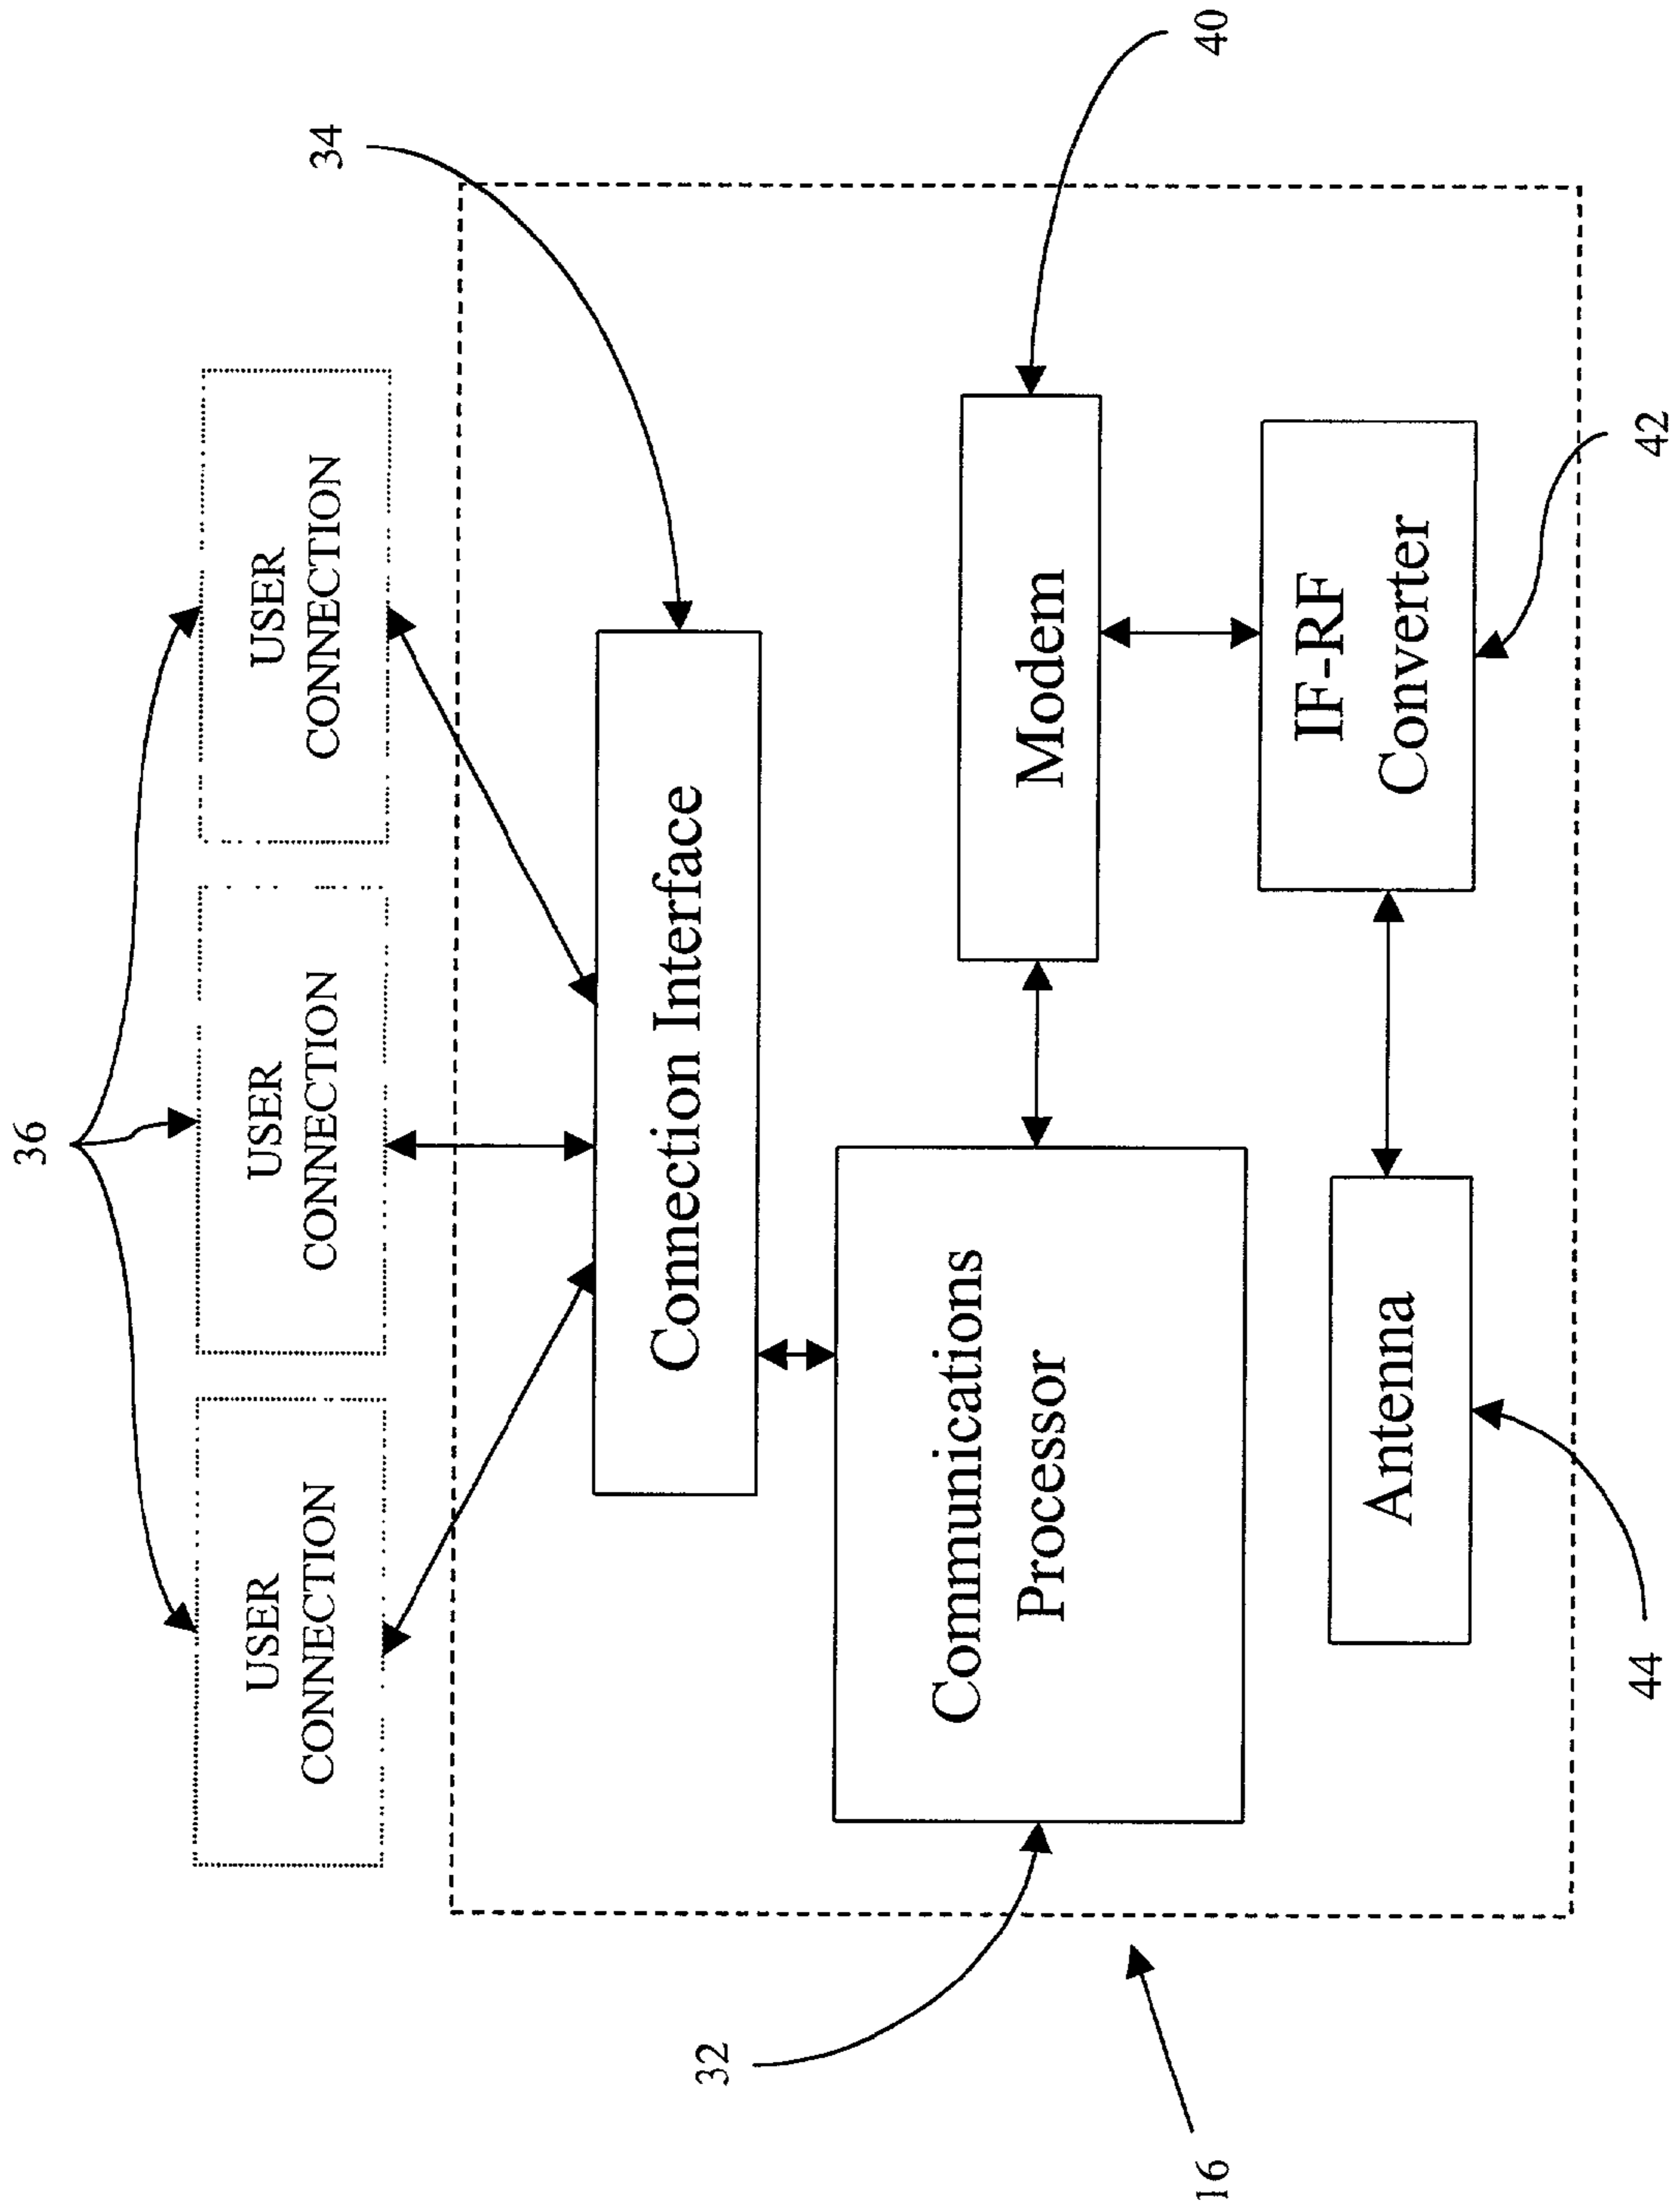 36
USER
CONNECTION
USER
CONNECTION
USER
CONNECTION
34
Connection Interface
32
Communications
Processor
Modem
40
16
Antenna
IF-RF
Converter
44
42